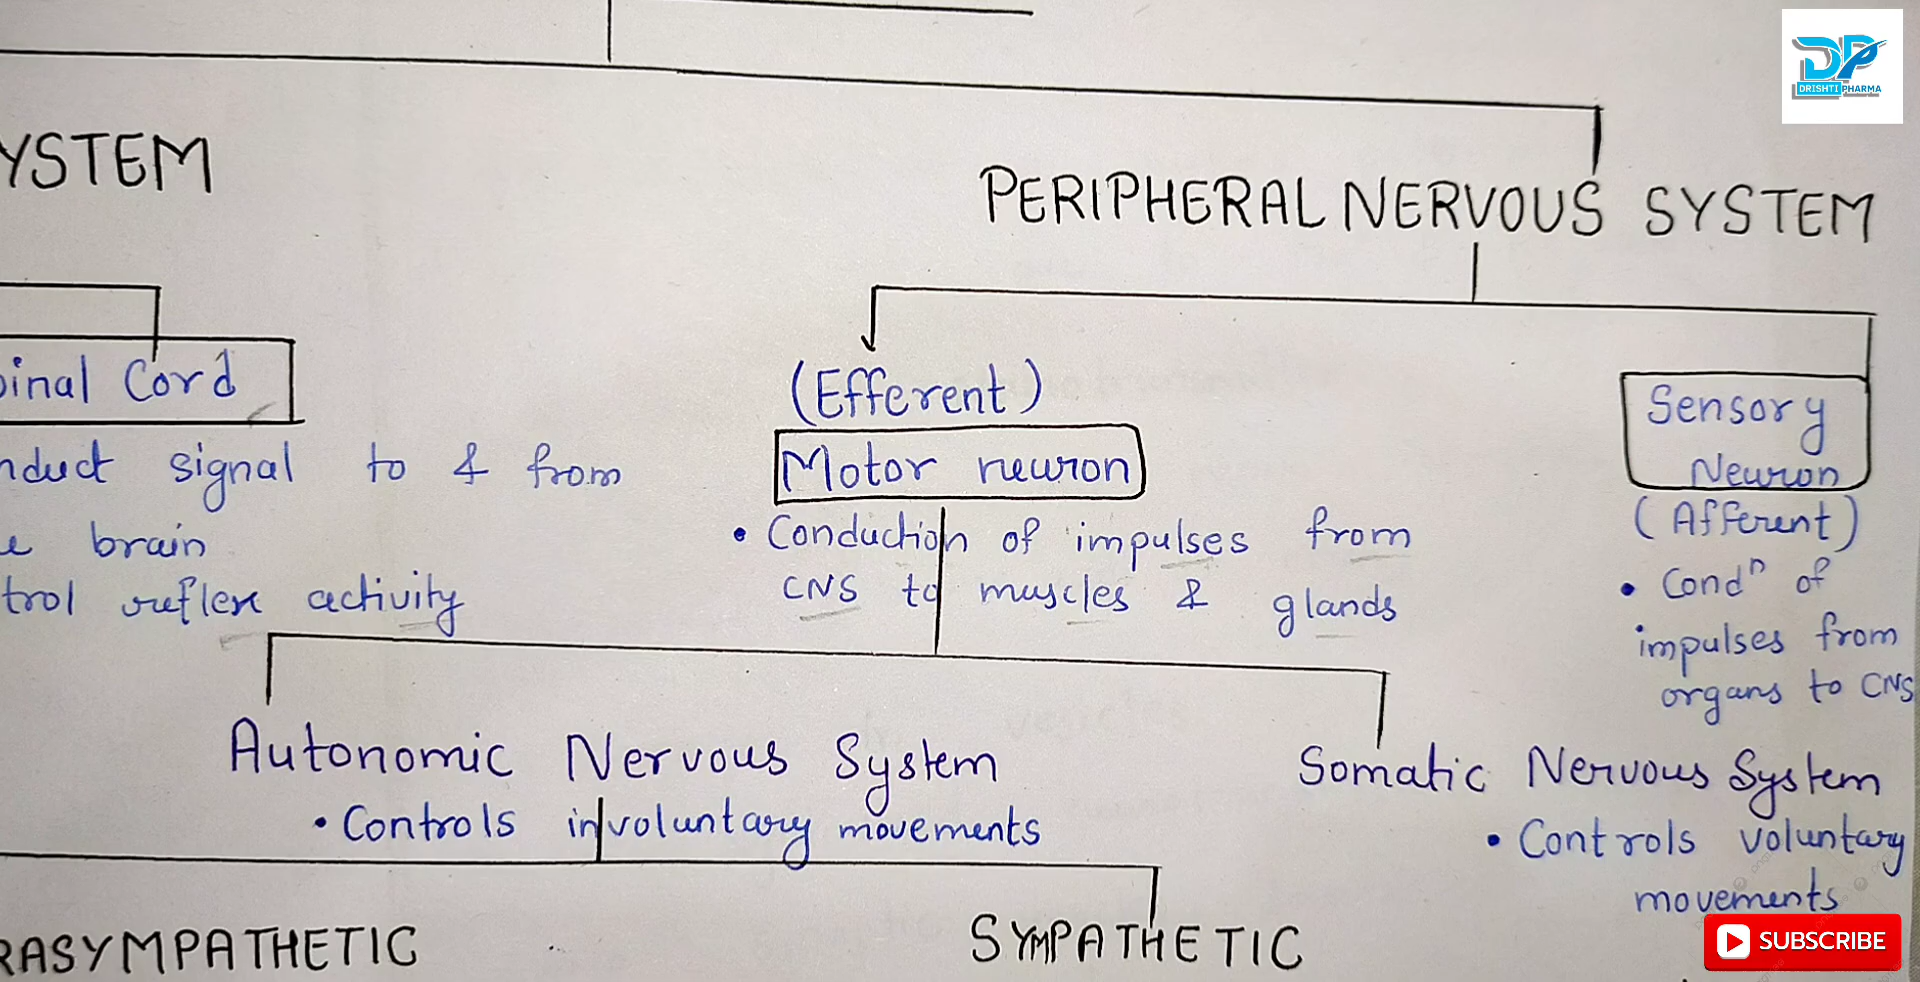 DP
DRISHTI PHARMA
YSTEM
PERIPHERAL NERVOUS SYSTEM
inal Cord
nduct signal to & from
e brain
trol reflex activity
(Efferent)
Motor neuron
• Conduction of impulses from
CNS to muscles & glands
Sensory
Neuron
(Afferent)
• Condⁿ of
impulses from
organs to CNS
Autonomic Nervous System
• Controls involuntary movements
Somatic Nervous System
• Controls voluntary
movements
RASYMPATHETIC
SYMPATHETIC
SUBSCRIBE